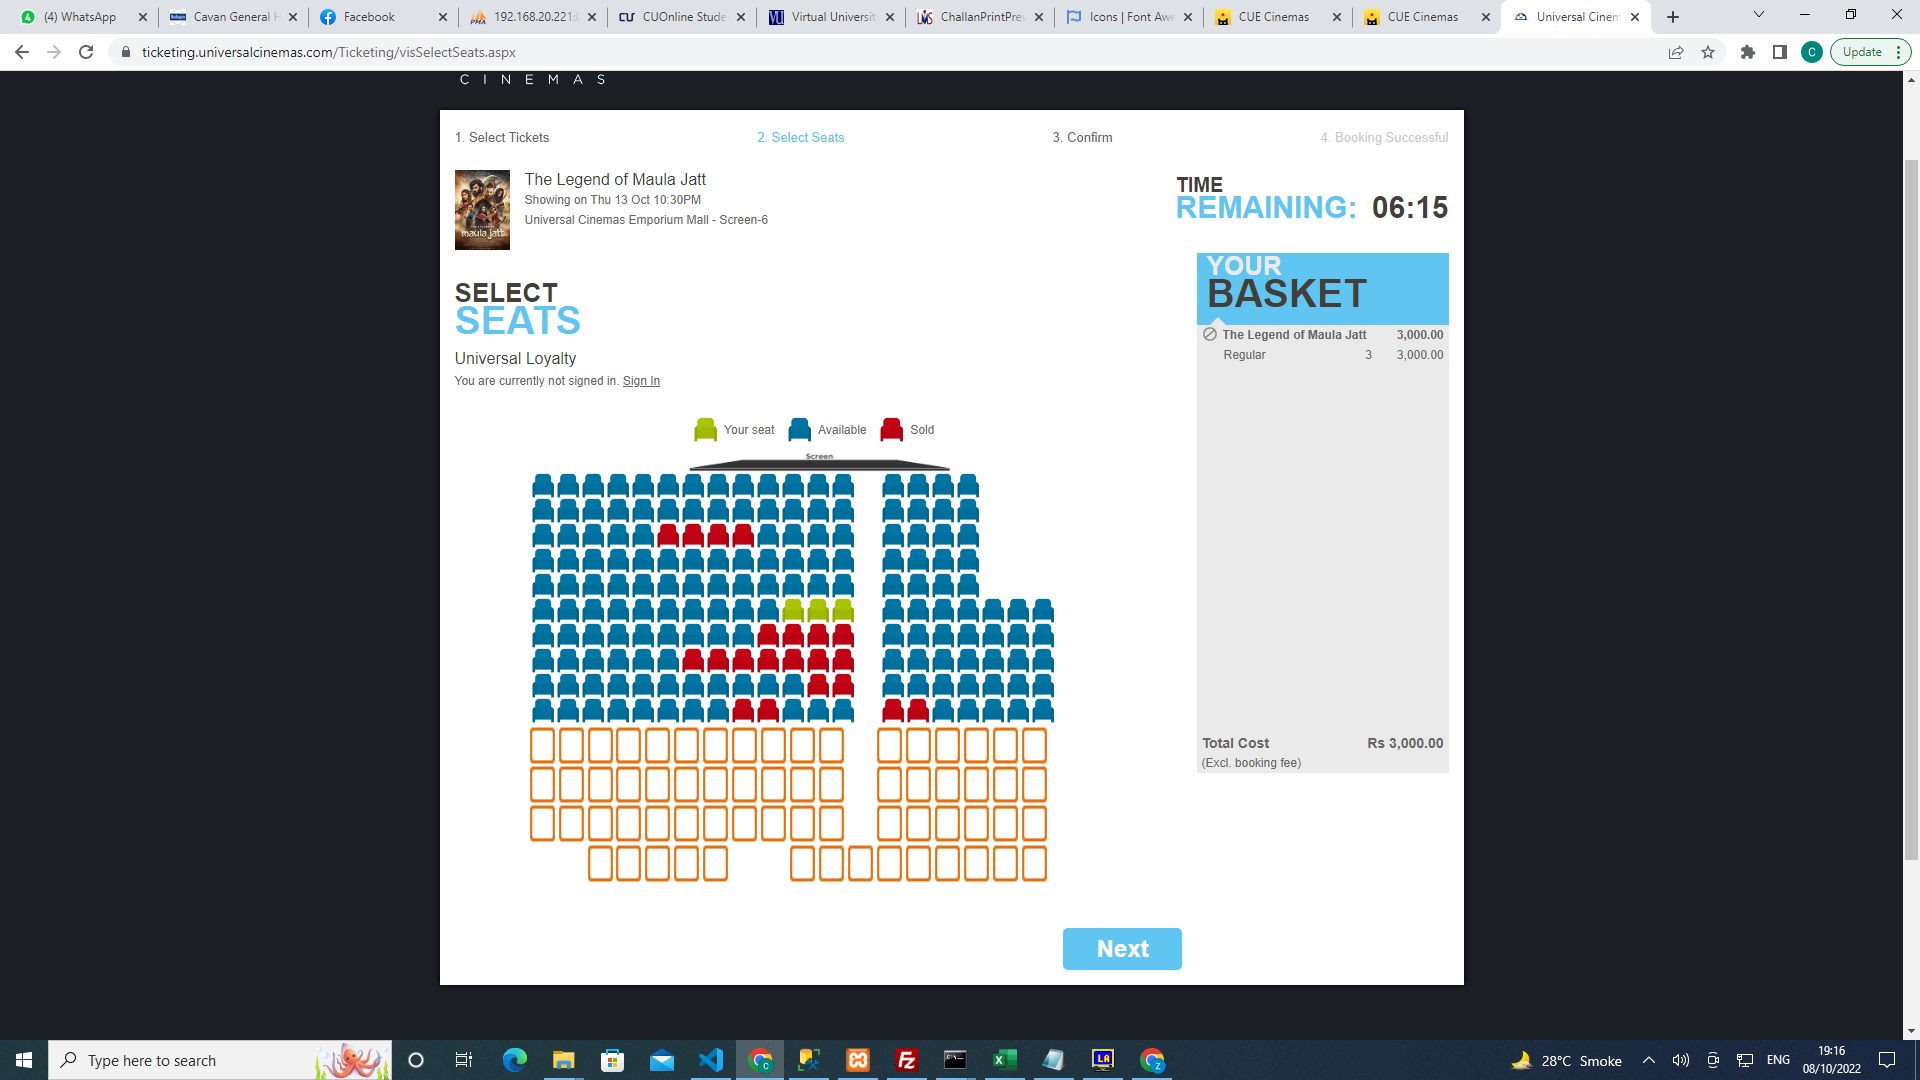 (4) WhatsApp
Cavan General H
Facebook
192.168.20.221:8
CUOnline Stude
Virtual Universit
ChallanPrintPrev
Icons | Font Awe
CUE Cinemas
CUE Cinemas
Universal Cinem
ticketing.universalcinemas.com/Ticketing/visSelectSeats.aspx
C
Update
CINEMAS
1. Select Tickets
2. Select Seats
3. Confirm
4. Booking Successful
maula jatt
The Legend of Maula Jatt
Showing on Thu 13 Oct 10:30PM
Universal Cinemas Emporium Mall - Screen-6
TIME
REMAINING: 06:15
SELECT
SEATS
Universal Loyalty
You are currently not signed in. Sign In
YOUR
BASKET
The Legend of Maula Jatt 3,000.00
Regular 3 3,000.00
Your seat
Available
Sold
Screen
Total Cost Rs 3,000.00
(Excl. booking fee)
Next
Type here to search
28°C Smoke
ENG
19:16
08/10/2022